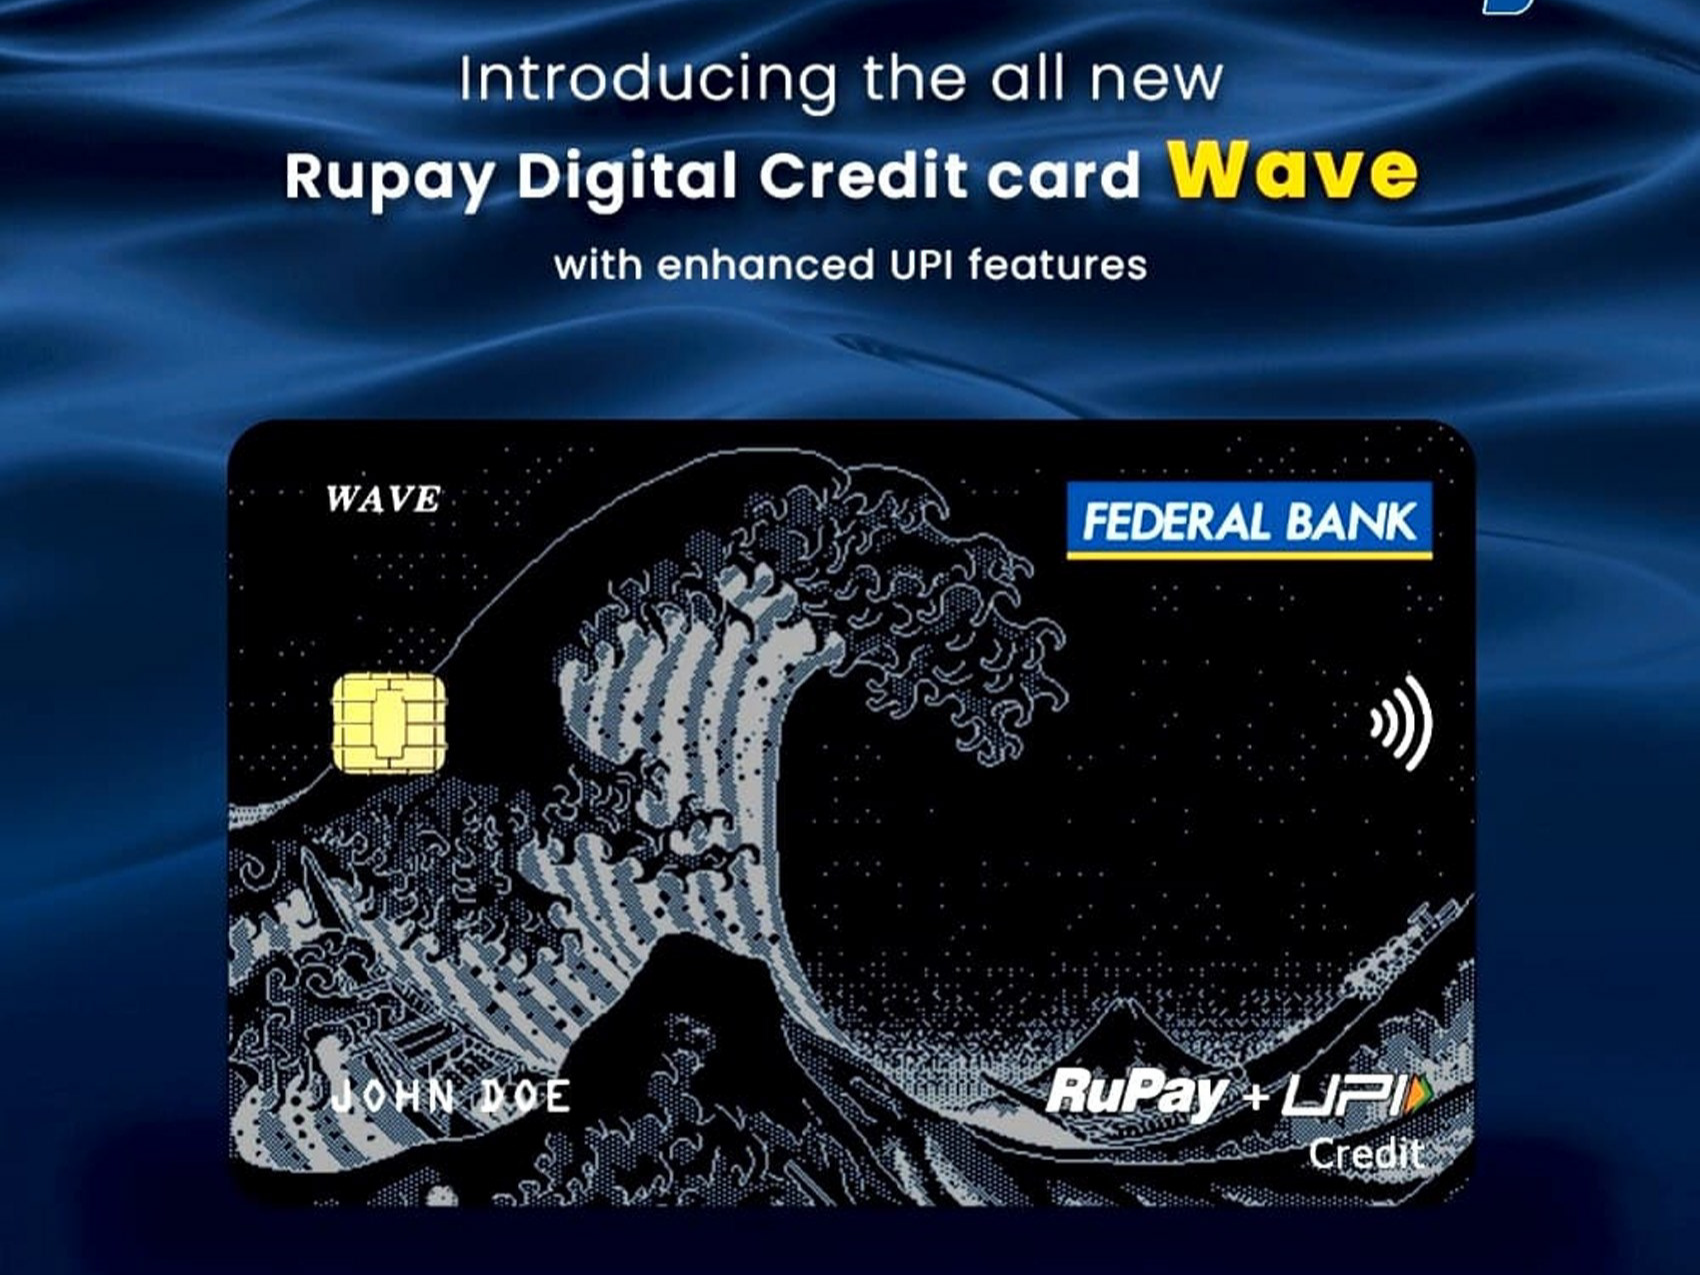 Introducing the all new
Rupay Digital Credit card Wave
with enhanced UPI features
WAVE
FEDERAL BANK
JOHN DOE
RuPay + UPI
Credit